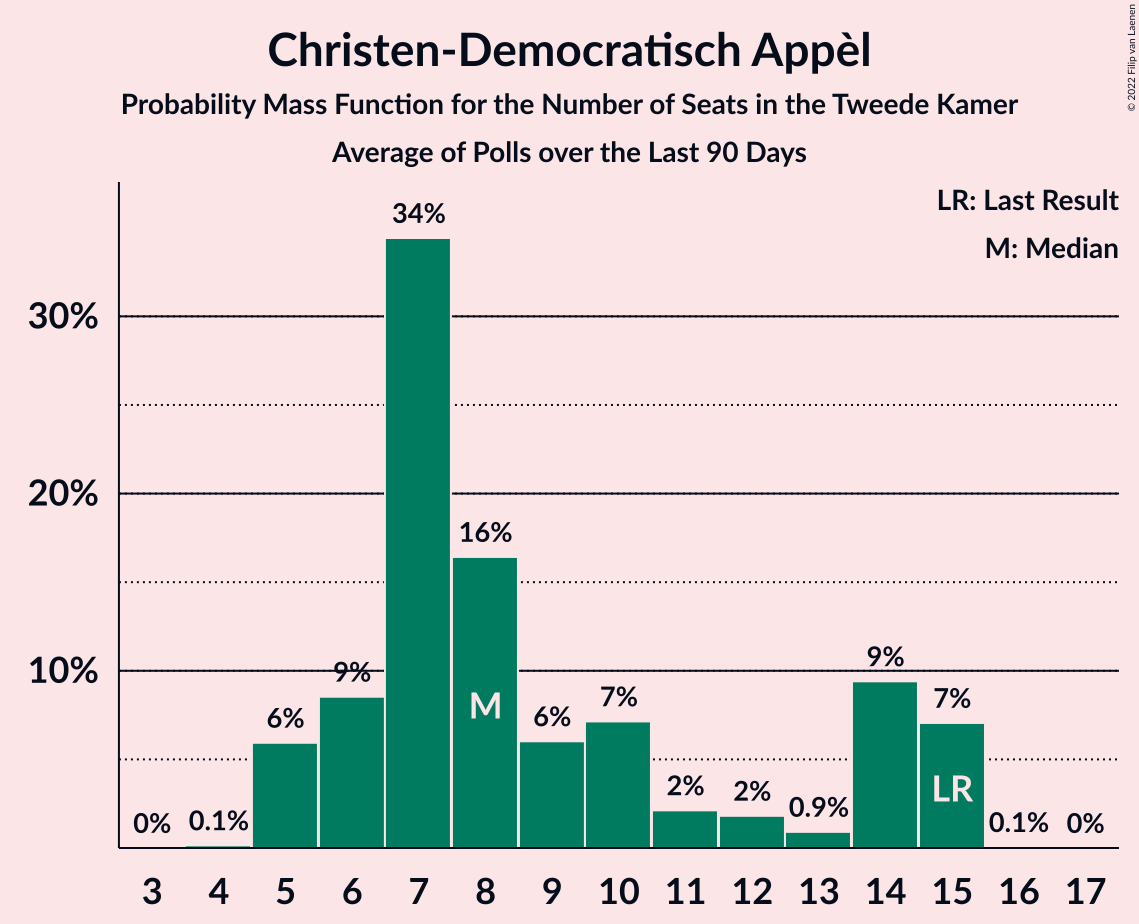 Christen-Democratisch Appèl
Probability Mass Function for the Number of Seats in the Tweede Kamer
Average of Polls over the Last 90 Days
© 2022 Filip van Laenen
LR: Last Result
M: Median
30%
20%
10%
0%
0.1%
6%
9%
34%
16%
6%
7%
2%
2%
0.9%
9%
7%
0.1%
0%
M
LR
3 4 5 6 7 8 9 10 11 12 13 14 15 16 17